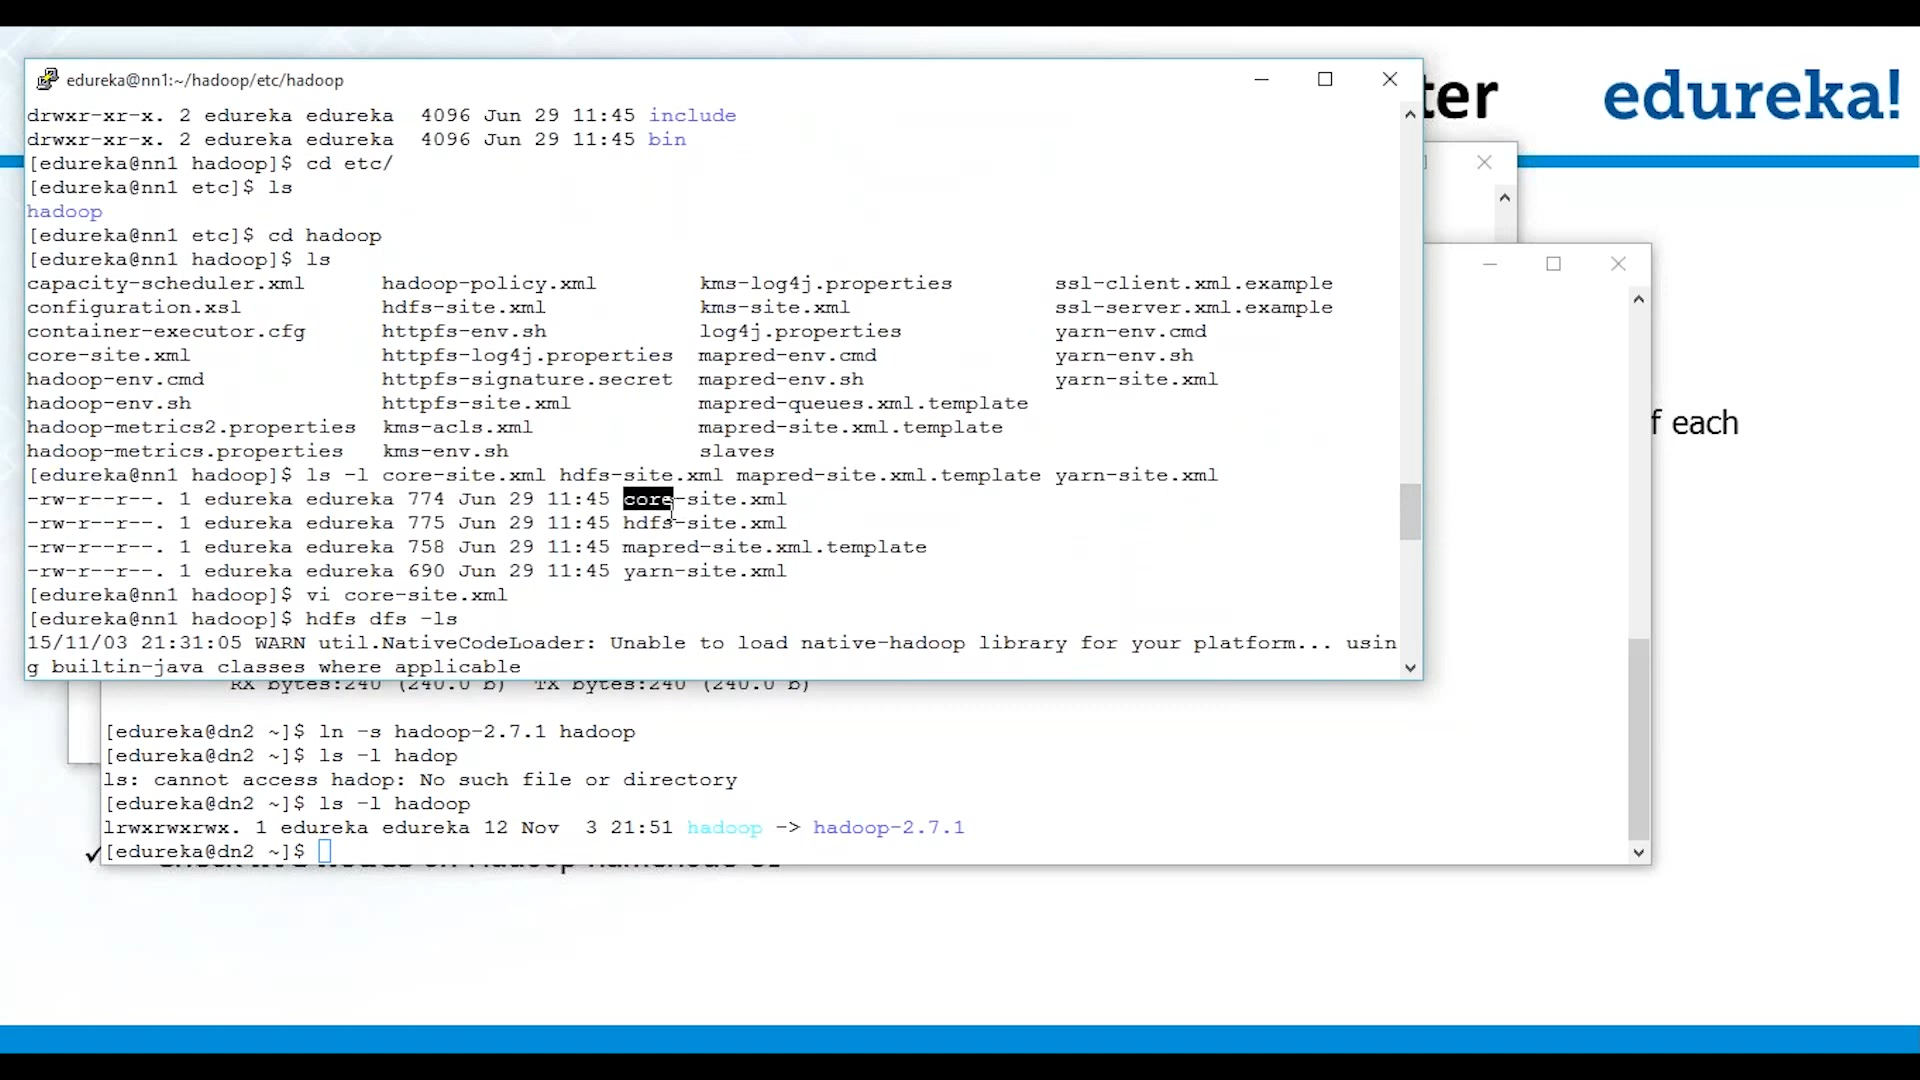 edureka@nn1:~/hadoop/etc/hadoop
ter
edureka!
drwxr-xr-x. 2 edureka edureka  4096 Jun 29 11:45 include
drwxr-xr-x. 2 edureka edureka  4096 Jun 29 11:45 bin
[edureka@nn1 hadoop]$ cd etc/
[edureka@nn1 etc]$ ls
hadoop
[edureka@nn1 etc]$ cd hadoop
[edureka@nn1 hadoop]$ ls
capacity-scheduler.xml      hadoop-policy.xml        kms-log4j.properties        ssl-client.xml.example
configuration.xsl           hdfs-site.xml            kms-site.xml                ssl-server.xml.example
container-executor.cfg      httpfs-env.sh            log4j.properties            yarn-env.cmd
core-site.xml               httpfs-log4j.properties  mapred-env.cmd              yarn-env.sh
hadoop-env.cmd              httpfs-signature.secret  mapred-env.sh               yarn-site.xml
hadoop-env.sh               httpfs-site.xml          mapred-queues.xml.template
hadoop-metrics2.properties  kms-acls.xml             mapred-site.xml.template
hadoop-metrics.properties   kms-env.sh               slaves
[edureka@nn1 hadoop]$ ls -l core-site.xml hdfs-site.xml mapred-site.xml.template yarn-site.xml
-rw-r--r--. 1 edureka edureka 774 Jun 29 11:45 core-site.xml
-rw-r--r--. 1 edureka edureka 775 Jun 29 11:45 hdfs-site.xml
-rw-r--r--. 1 edureka edureka 758 Jun 29 11:45 mapred-site.xml.template
-rw-r--r--. 1 edureka edureka 690 Jun 29 11:45 yarn-site.xml
[edureka@nn1 hadoop]$ vi core-site.xml
[edureka@nn1 hadoop]$ hdfs dfs -ls
15/11/03 21:31:05 WARN util.NativeCodeLoader: Unable to load native-hadoop library for your platform... usin
g builtin-java classes where applicable
f each
RX bytes:240 (240.0 b)  TX bytes:240 (240.0 b)
[edureka@dn2 ~]$ ln -s hadoop-2.7.1 hadoop
[edureka@dn2 ~]$ ls -l hadop
ls: cannot access hadop: No such file or directory
[edureka@dn2 ~]$ ls -l hadoop
lrwxrwxrwx. 1 edureka edureka 12 Nov  3 21:51 hadoop -> hadoop-2.7.1
[edureka@dn2 ~]$